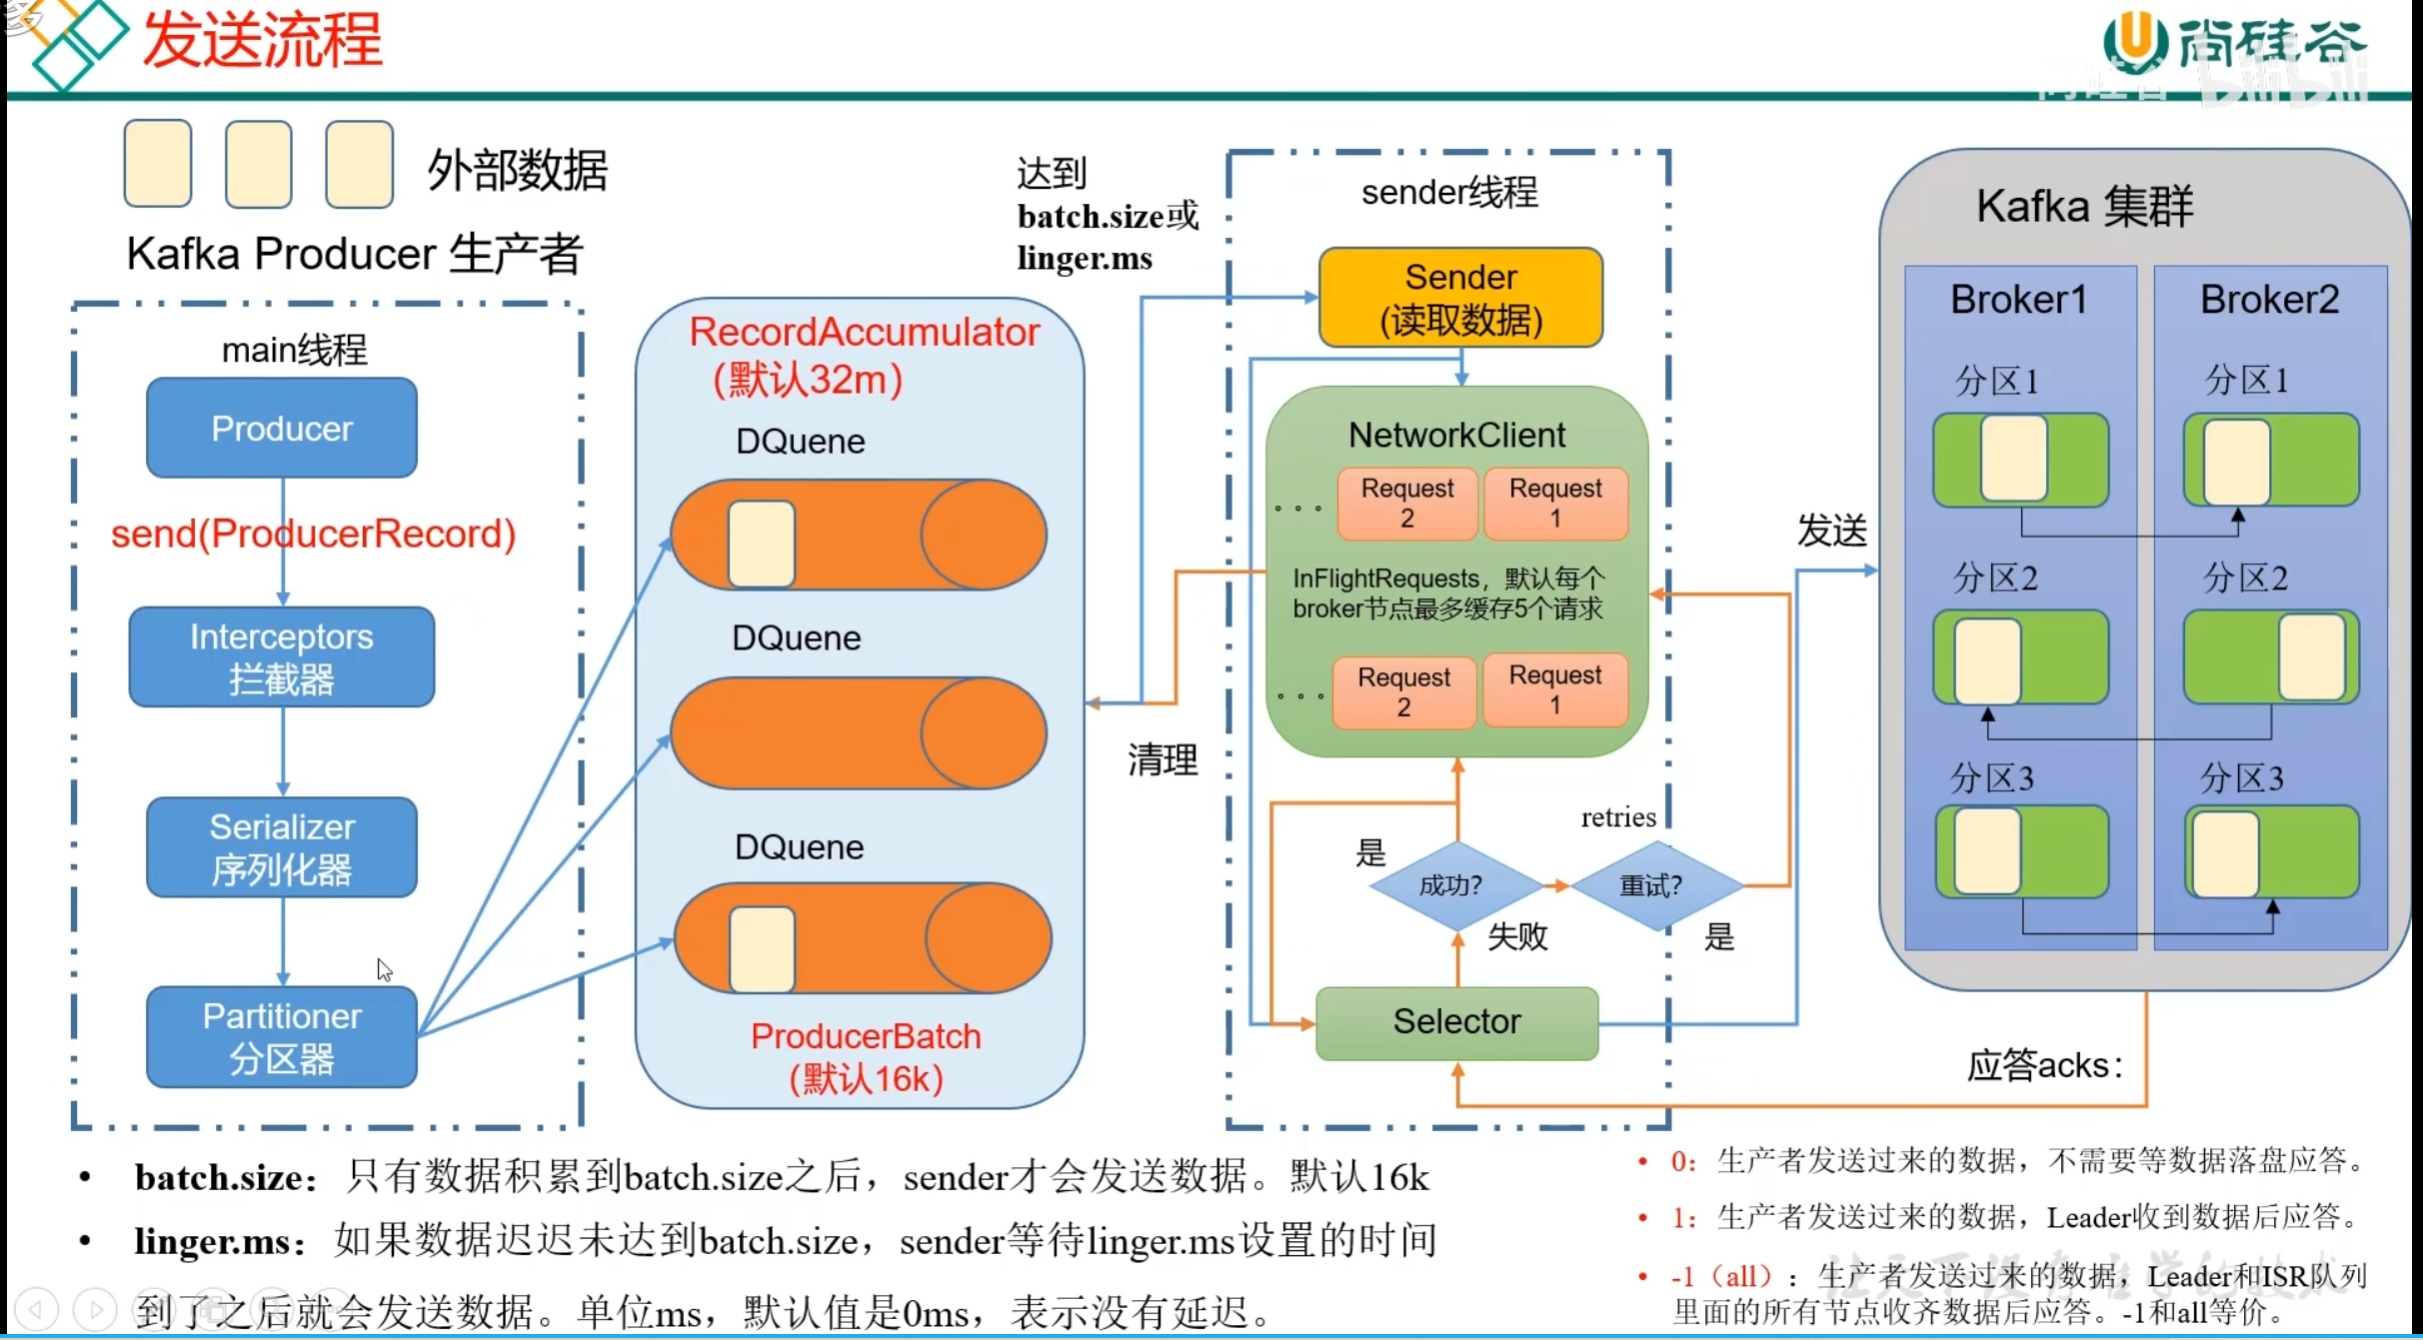 发送流程
尚硅谷
bilibili
外部数据
Kafka Producer 生产者
main线程
Producer
send(ProducerRecord)
Interceptors
拦截器
Serializer
序列化器
Partitioner
分区器
RecordAccumulator
(默认32m)
DQuene
DQuene
DQuene
ProducerBatch
(默认16k)
达到
batch.size或
linger.ms
清理
sender线程
Sender
(读取数据)
NetworkClient
Request
2
Request
1
InFlightRequests，默认每个
broker节点最多缓存5个请求
Request
2
Request
1
retries
是
成功?
重试?
失败
是
Selector
发送
应答acks：
Kafka 集群
Broker1
分区1
分区2
分区3
Broker2
分区1
分区2
分区3
• batch.size：只有数据积累到batch.size之后，sender才会发送数据。默认16k
• linger.ms：如果数据迟迟未达到batch.size，sender等待linger.ms设置的时间
到了之后就会发送数据。单位ms，默认值是0ms，表示没有延迟。
• 0：生产者发送过来的数据，不需要等数据落盘应答。
• 1：生产者发送过来的数据，Leader收到数据后应答。
• -1（all）：生产者发送过来的数据，Leader和ISR队列
里面的所有节点收齐数据后应答。-1和all等价。
让天下没有难学的技术